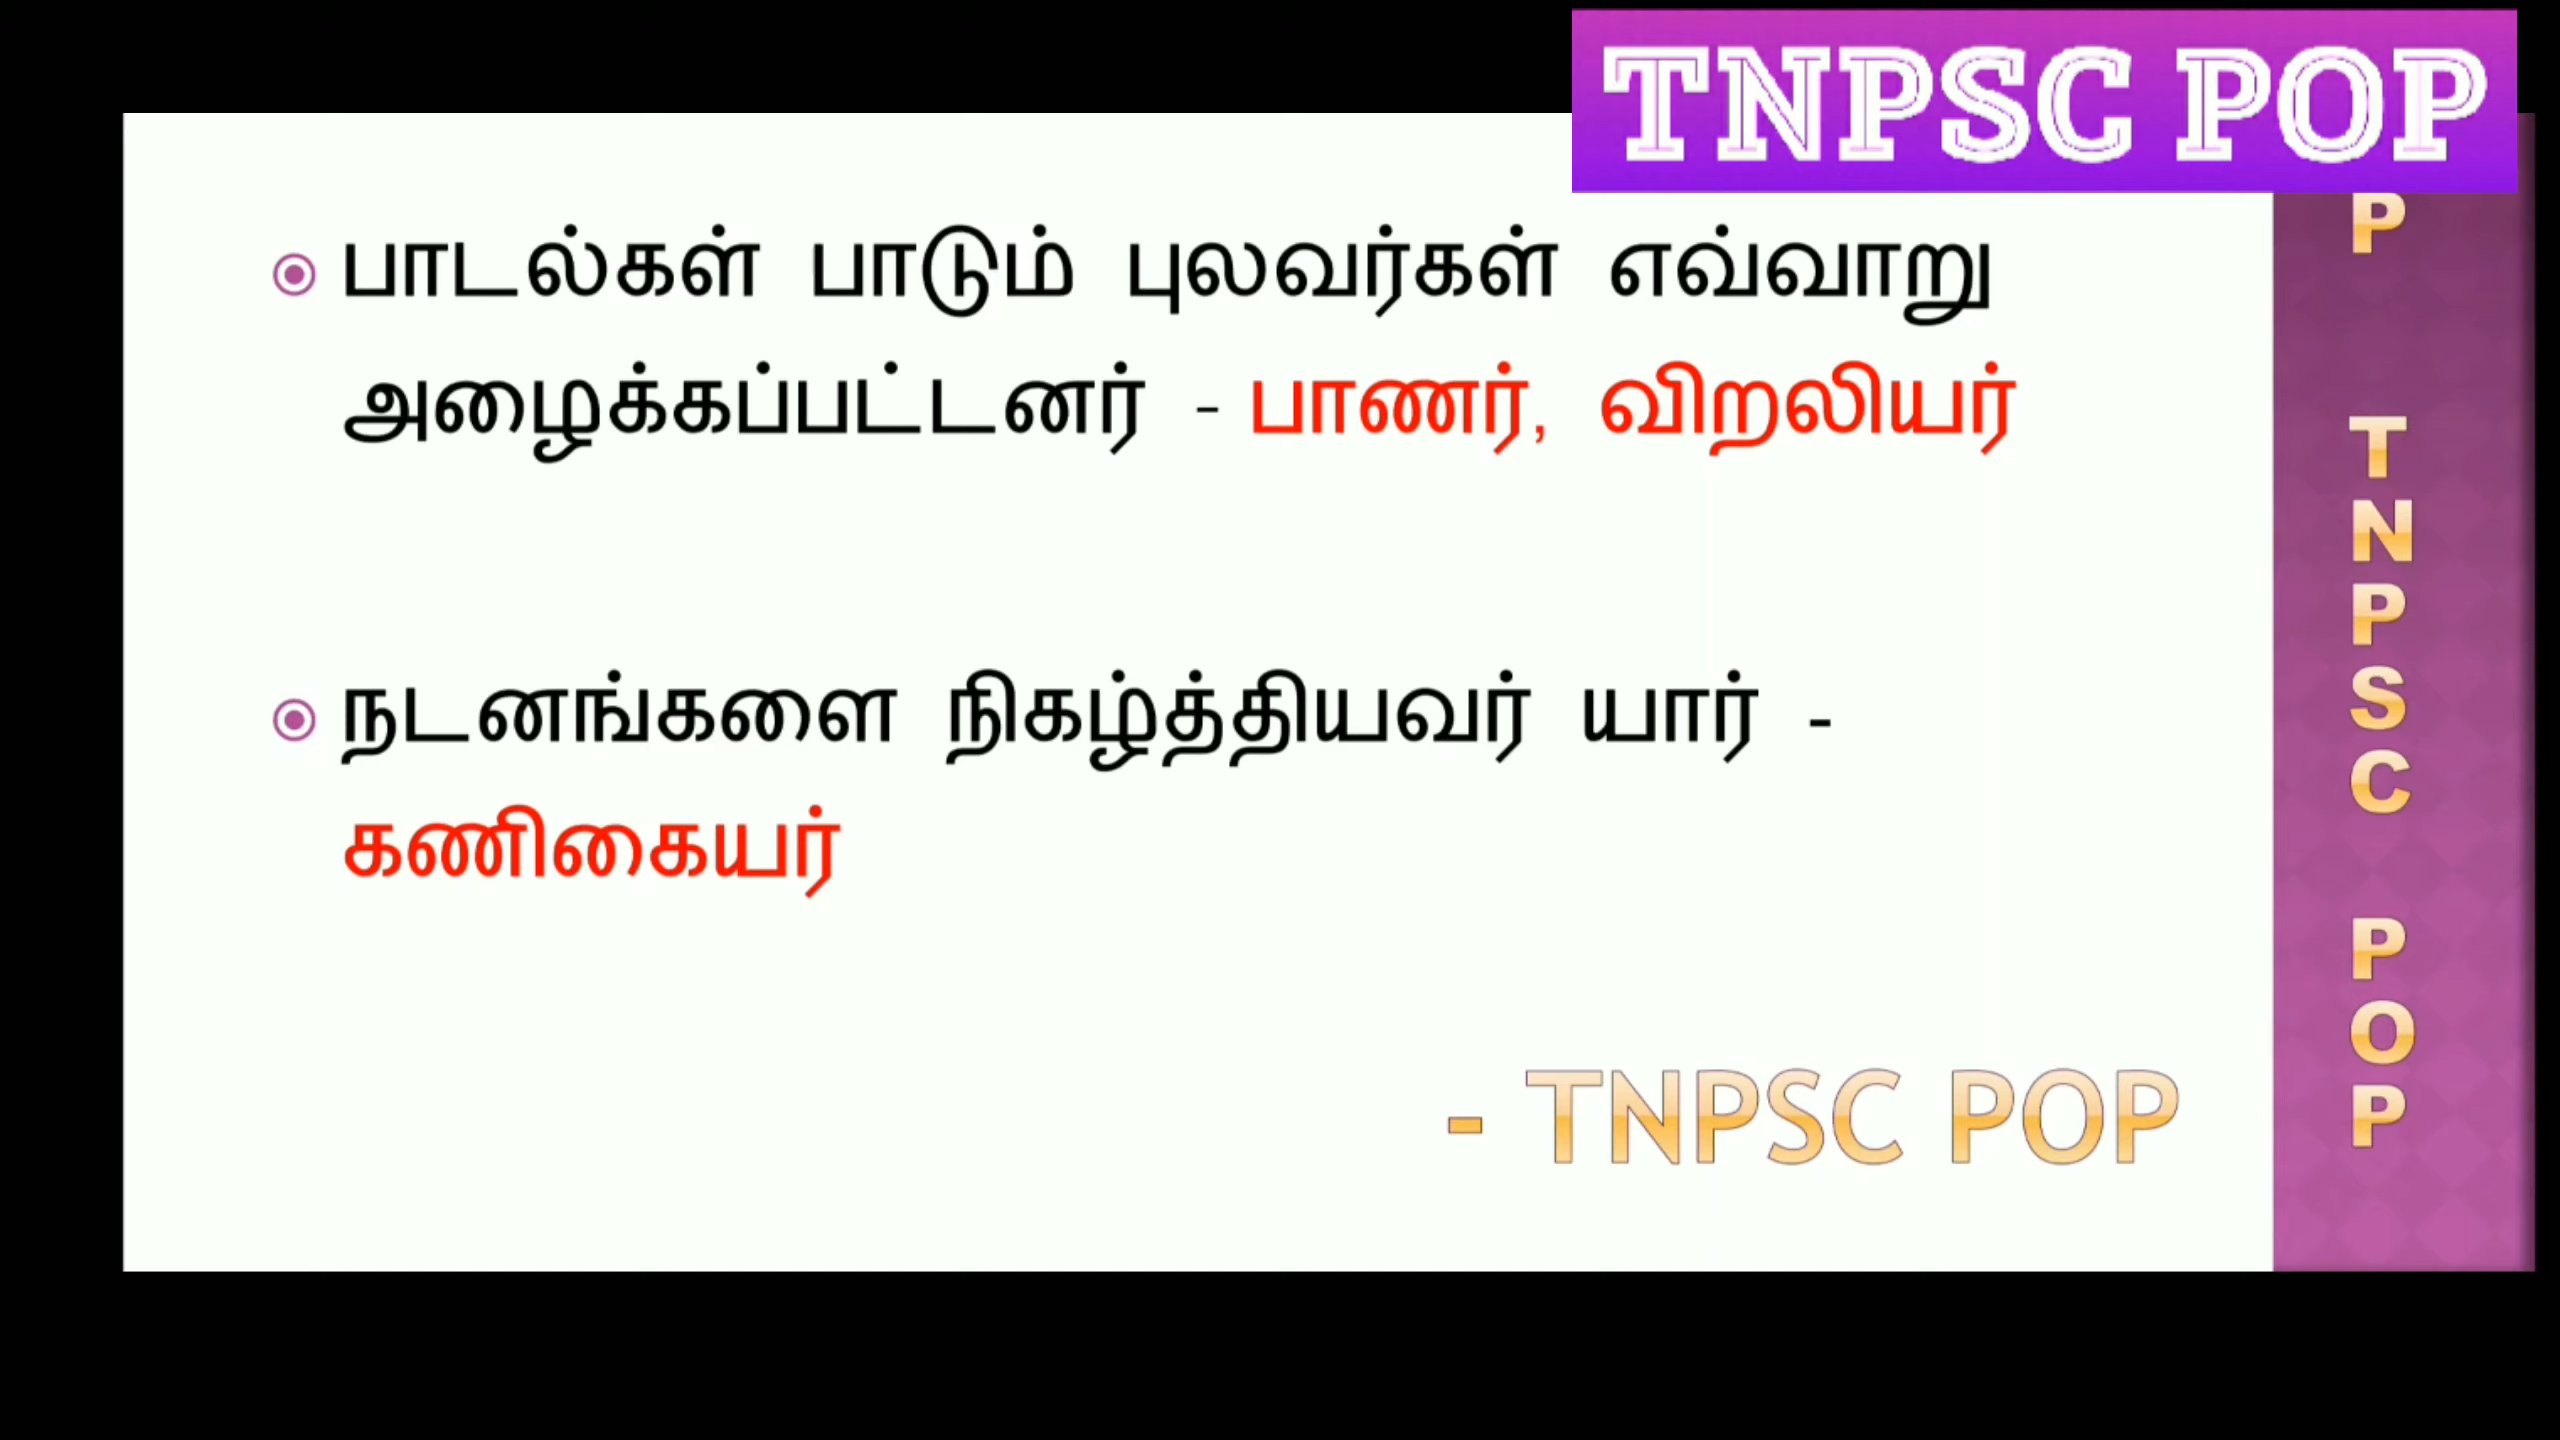 TNPSC POP
பாடல்கள் பாடும் புலவர்கள் எவ்வாறு
அழைக்கப்பட்டனர் - பாணர், விறலியர்
நடனங்களை நிகழ்த்தியவர் யார் -
கணிகையர்
- TNPSC POP
P
T
N
P
S
C
P
O
P